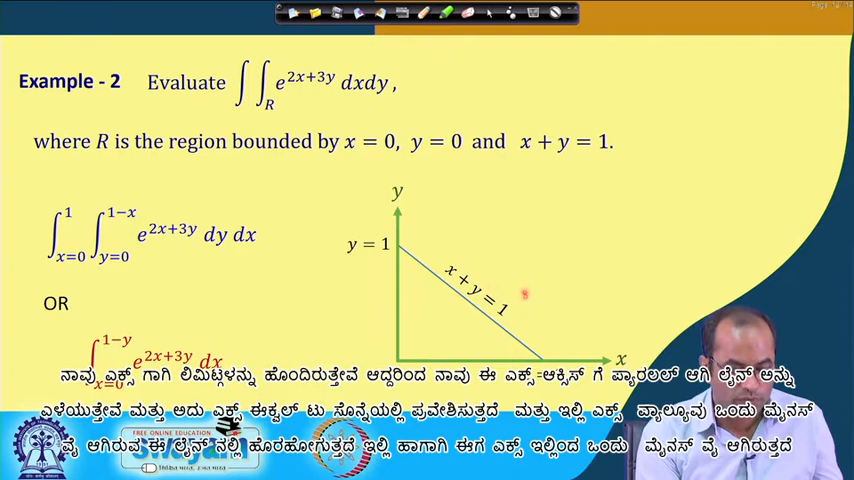 Example - 2 Evaluate ∫ ∫_R e^{2x+3y} dxdy,
where R is the region bounded by x = 0, y = 0 and x + y = 1.
∫_{x=0}^{1} ∫_{y=0}^{1−x} e^{2x+3y} dy dx
OR
∫_{x=0}^{1−y} e^{2x+3y} dx
y
y = 1
x + y = 1
x
ನಾವು ಎಕ್ಸ್ ಗಾಗಿ ಲಿಮಿಟ್ಗಳನ್ನು ಹೊಂದಿರುತ್ತೇವೆ ಆದ್ದರಿಂದ ನಾವು ಈ ಎಕ್ಸ್ ಆಕ್ಸಿಸ್ ಗೆ ಪ್ಯಾರಲಲ್ ಆಗಿ ಲೈನ್ ಅನ್ನು
ಎಳೆಯುತ್ತೇವೆ ಮತ್ತು ಅದು ಎಕ್ಸ್ ಈಕ್ವಲ್ ಟು ಸೊನ್ನೆಯಲ್ಲಿ ಪ್ರವೇಶಿಸುತ್ತದೆ ಮತ್ತು ಇಲ್ಲಿ ಎಕ್ಸ್ ವ್ಯಾಲ್ಯೂವು ಒಂದು ಮೈನಸ್
ವೈ ಆಗಿರುವ ಈ ಲೈನ್ ನಲ್ಲಿ ಹೊರಹೋಗುತ್ತದೆ ಇಲ್ಲಿ ಹಾಗಾಗಿ ಈಗ ಎಕ್ಸ್ ಇಲ್ಲಿಂದ ಒಂದು ಮೈನಸ್ ವೈ ಆಗಿರುತ್ತದೆ
FREE ONLINE EDUCATION
swayam